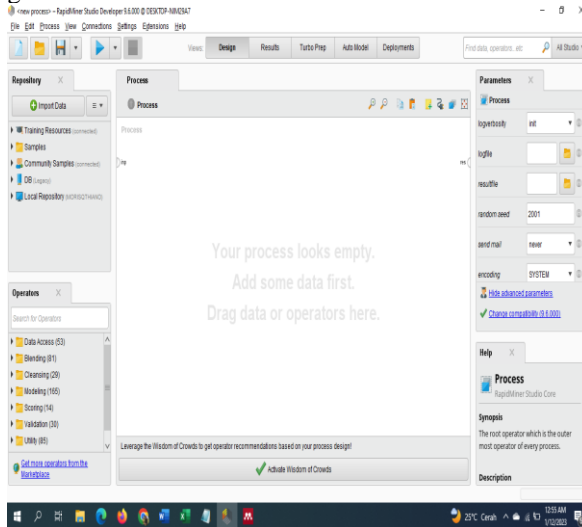 <new process> – RapidMiner Studio Developer 9.6.000 @ DESKTOP-NIM29AT
File Edit Process View Connections Settings Extensions Help
Views: Design Results Turbo Prep Auto Model Deployments
Find data, operators...etc All Studio
Repository
Import Data
Training Resources (connected)
Samples
Community Samples (connected)
DB (Legacy)
Local Repository
Operators
Search for Operators
Data Access (53)
Blending (81)
Cleansing (29)
Modeling (165)
Scoring (14)
Validation (30)
Utility (85)
Get more operators from the Marketplace
Process
Process
Process
inp
res
Your process looks empty.
Add some data first.
Drag data or operators here.
Leverage the Wisdom of Crowds to get operator recommendations based on your process design!
Activate Wisdom of Crowds
Parameters
Process
logverbosity init
logfile
resultfile
random seed 2001
send mail never
encoding SYSTEM
Hide advanced parameters
Change compatibility (9.6.000)
Help
Process
RapidMiner Studio Core
Synopsis
The root operator which is the outer
most operator of every process.
Description
25°C Cerah
12:55 AM
1/12/2023